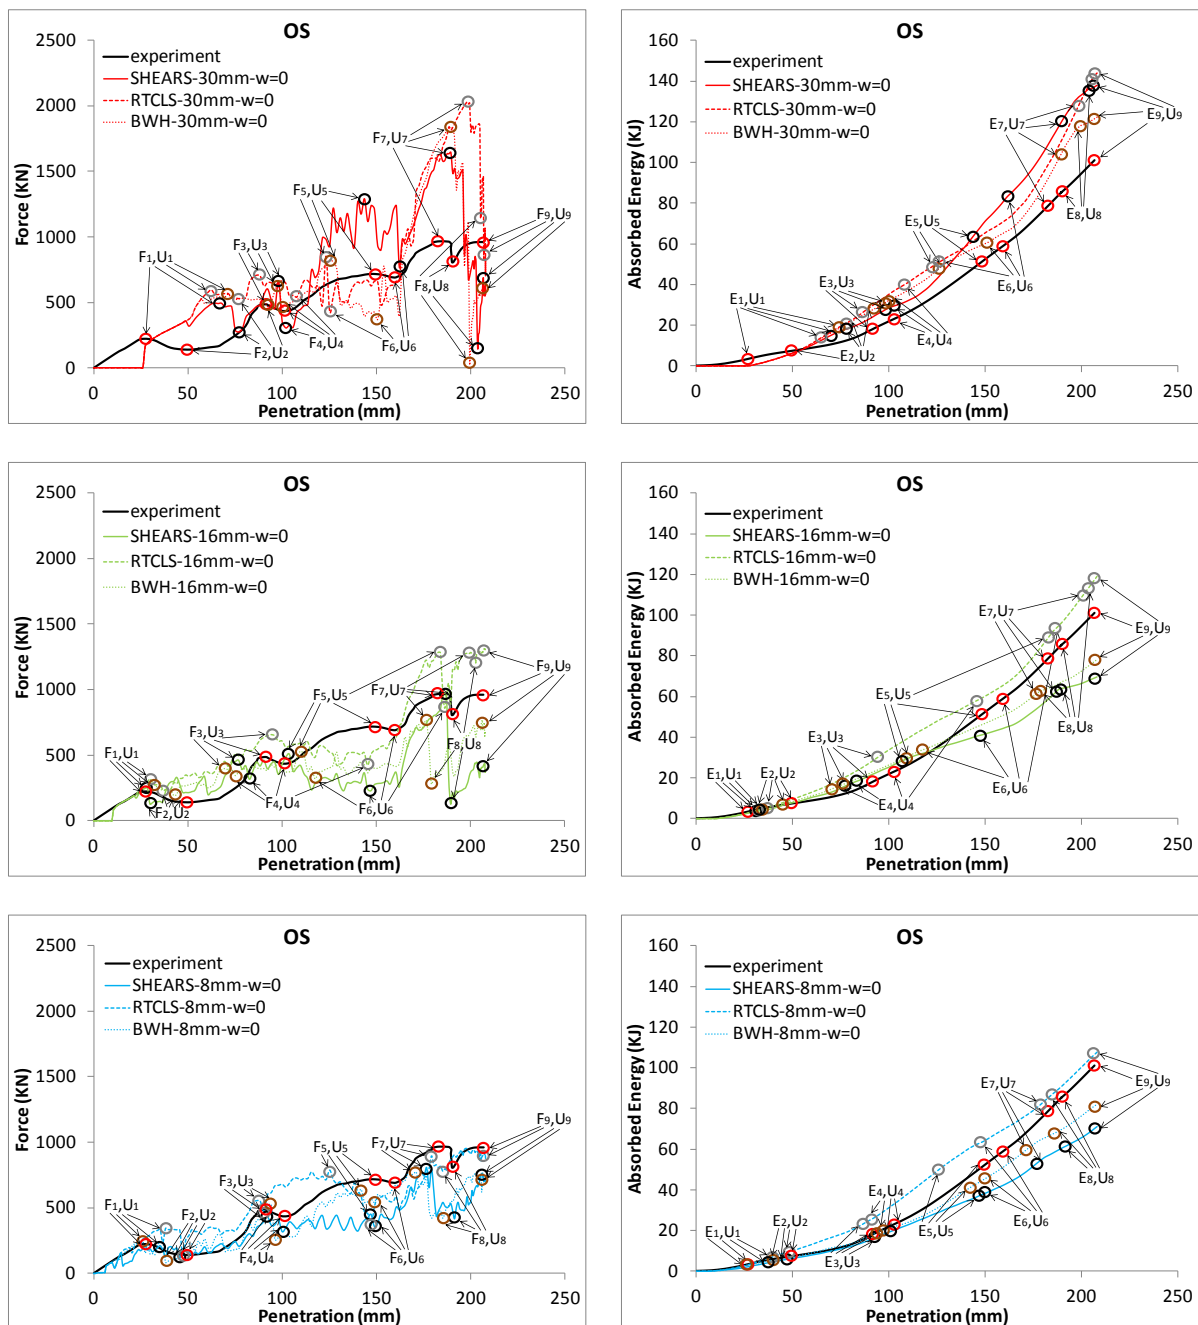 OS
2500
2000
1500
1000
500
0
Force (KN)
experiment
SHEARS-30mm-w=0
RTCLS-30mm-w=0
BWH-30mm-w=0
F1,U1
F2,U2
F3,U3
F4,U4
F5,U5
F6,U6
F7,U7
F8,U8
F9,U9
0 50 100 150 200 250
Penetration (mm)
OS
160
140
120
100
80
60
40
20
0
Absorbed Energy (KJ)
experiment
SHEARS-30mm-w=0
RTCLS-30mm-w=0
BWH-30mm-w=0
E1,U1
E2,U2
E3,U3
E4,U4
E5,U5
E6,U6
E7,U7
E8,U8
E9,U9
0 50 100 150 200 250
Penetration (mm)
OS
2500
2000
1500
1000
500
0
Force (KN)
experiment
SHEARS-16mm-w=0
RTCLS-16mm-w=0
BWH-16mm-w=0
F1,U1
F2,U2
F3,U3
F4,U4
F5,U5
F6,U6
F7,U7
F8,U8
F9,U9
0 50 100 150 200 250
Penetration (mm)
OS
160
140
120
100
80
60
40
20
0
Absorbed Energy (KJ)
experiment
SHEARS-16mm-w=0
RTCLS-16mm-w=0
BWH-16mm-w=0
E1,U1
E2,U2
E3,U3
E4,U4
E5,U5
E6,U6
E7,U7
E8,U8
E9,U9
0 50 100 150 200 250
Penetration (mm)
OS
2500
2000
1500
1000
500
0
Force (KN)
experiment
SHEARS-8mm-w=0
RTCLS-8mm-w=0
BWH-8mm-w=0
F1,U1
F2,U2
F3,U3
F4,U4
F5,U5
F6,U6
F7,U7
F8,U8
F9,U9
0 50 100 150 200 250
Penetration (mm)
OS
160
140
120
100
80
60
40
20
0
Absorbed Energy (KJ)
experiment
SHEARS-8mm-w=0
RTCLS-8mm-w=0
BWH-8mm-w=0
E1,U1
E2,U2
E3,U3
E4,U4
E5,U5
E6,U6
E7,U7
E8,U8
E9,U9
0 50 100 150 200 250
Penetration (mm)